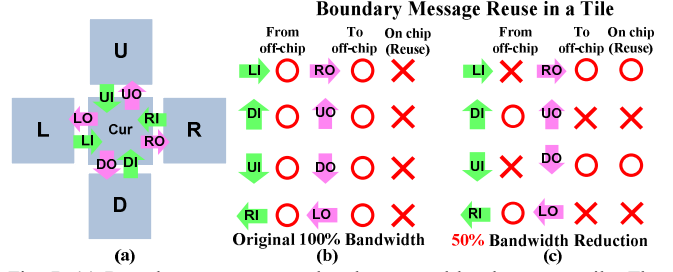 Boundary Message Reuse in a Tile
U
UI
UO
L
LO
Cur
RI
R
LI
RO
DO
DI
D
(a)
From off-chip
To off-chip
On chip (Reuse)
LI
RO
DI
UO
UI
DO
RI
LO
Original 100% Bandwidth
(b)
From off-chip
To off-chip
On chip (Reuse)
LI
RO
DI
UO
UI
DO
RI
LO
50% Bandwidth Reduction
(c)